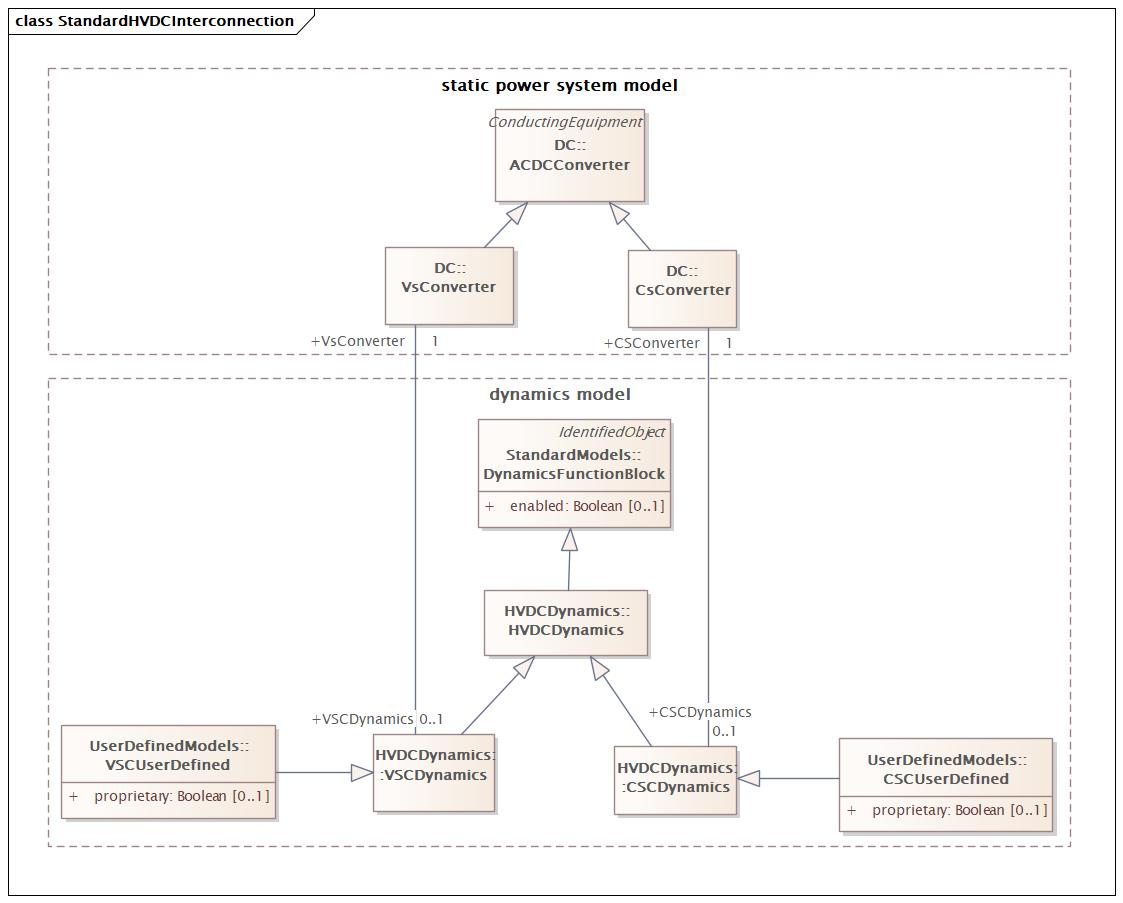 class StandardHVDCInterconnection
static power system model
ConductingEquipment
DC::
ACDCConverter
DC::
VsConverter
DC::
CsConverter
+VsConverter 1
+CSConverter 1
dynamics model
IdentifiedObject
StandardModels::
DynamicsFunctionBlock
+ enabled: Boolean [0..1]
HVDCDynamics::
HVDCDynamics
+VSCDynamics 0..1
+CSCDynamics
0..1
UserDefinedModels::
VSCUserDefined
+ proprietary: Boolean [0..1]
HVDCDynamics:
:VSCDynamics
HVDCDynamics:
:CSCDynamics
UserDefinedModels::
CSCUserDefined
+ proprietary: Boolean [0..1]